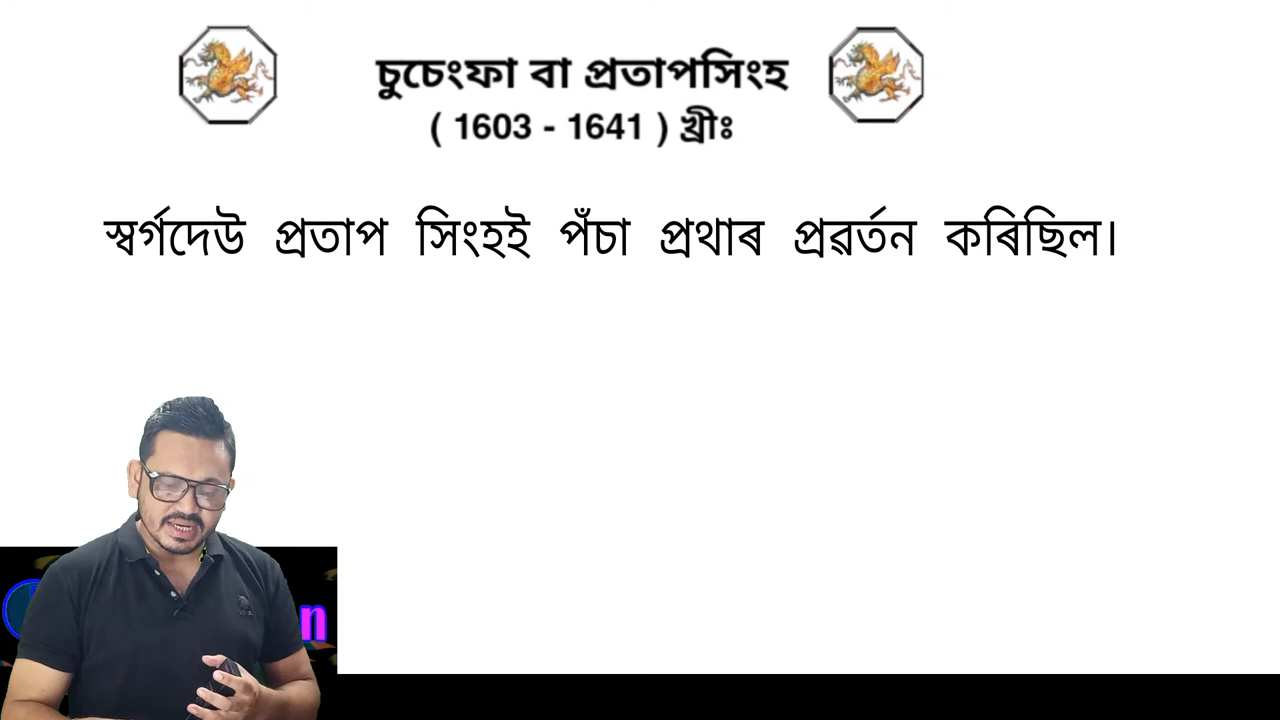 চুচেংফা বা প্ৰতাপসিংহ
( 1603 - 1641 ) খ্ৰীঃ
স্বৰ্গদেউ প্ৰতাপ সিংহই পঁচা প্ৰথাৰ প্ৰৱৰ্তন কৰিছিল।
n